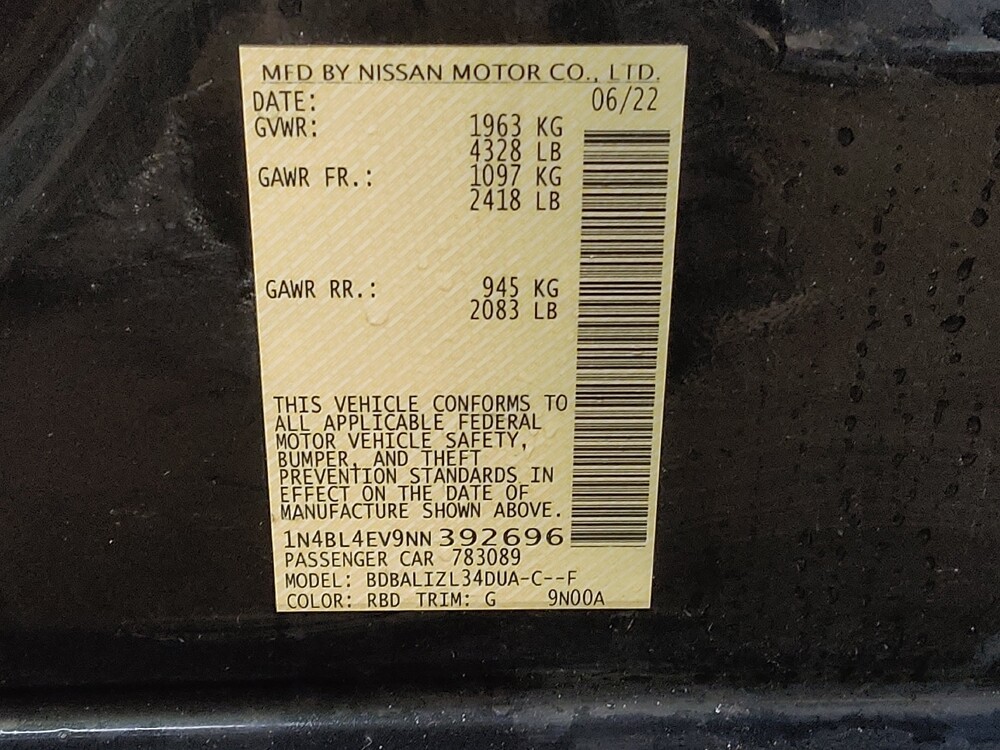 MFD BY NISSAN MOTOR CO., LTD.
DATE: 06/22
GVWR: 1963 KG
4328 LB
GAWR FR.: 1097 KG
2418 LB
GAWR RR.: 945 KG
2083 LB
THIS VEHICLE CONFORMS TO
ALL APPLICABLE FEDERAL
MOTOR VEHICLE SAFETY,
BUMPER, AND THEFT
PREVENTION STANDARDS IN
EFFECT ON THE DATE OF
MANUFACTURE SHOWN ABOVE.
1N4BL4EV9NN392696
PASSENGER CAR 783089
MODEL: BDBALIZL34DUA-C--F
COLOR: RBD TRIM: G 9N00A